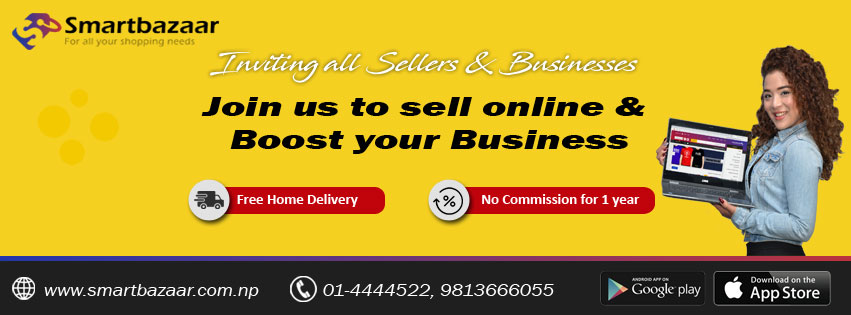 Smartbazaar
For all your shopping needs
Inviting all Sellers & Businesses
Join us to sell online &
Boost your Business
Free Home Delivery
% No Commission for 1 year
www.smartbazaar.com.np
01-4444522, 9813666055
ANDROID APP ON
Google play
Download on the
App Store